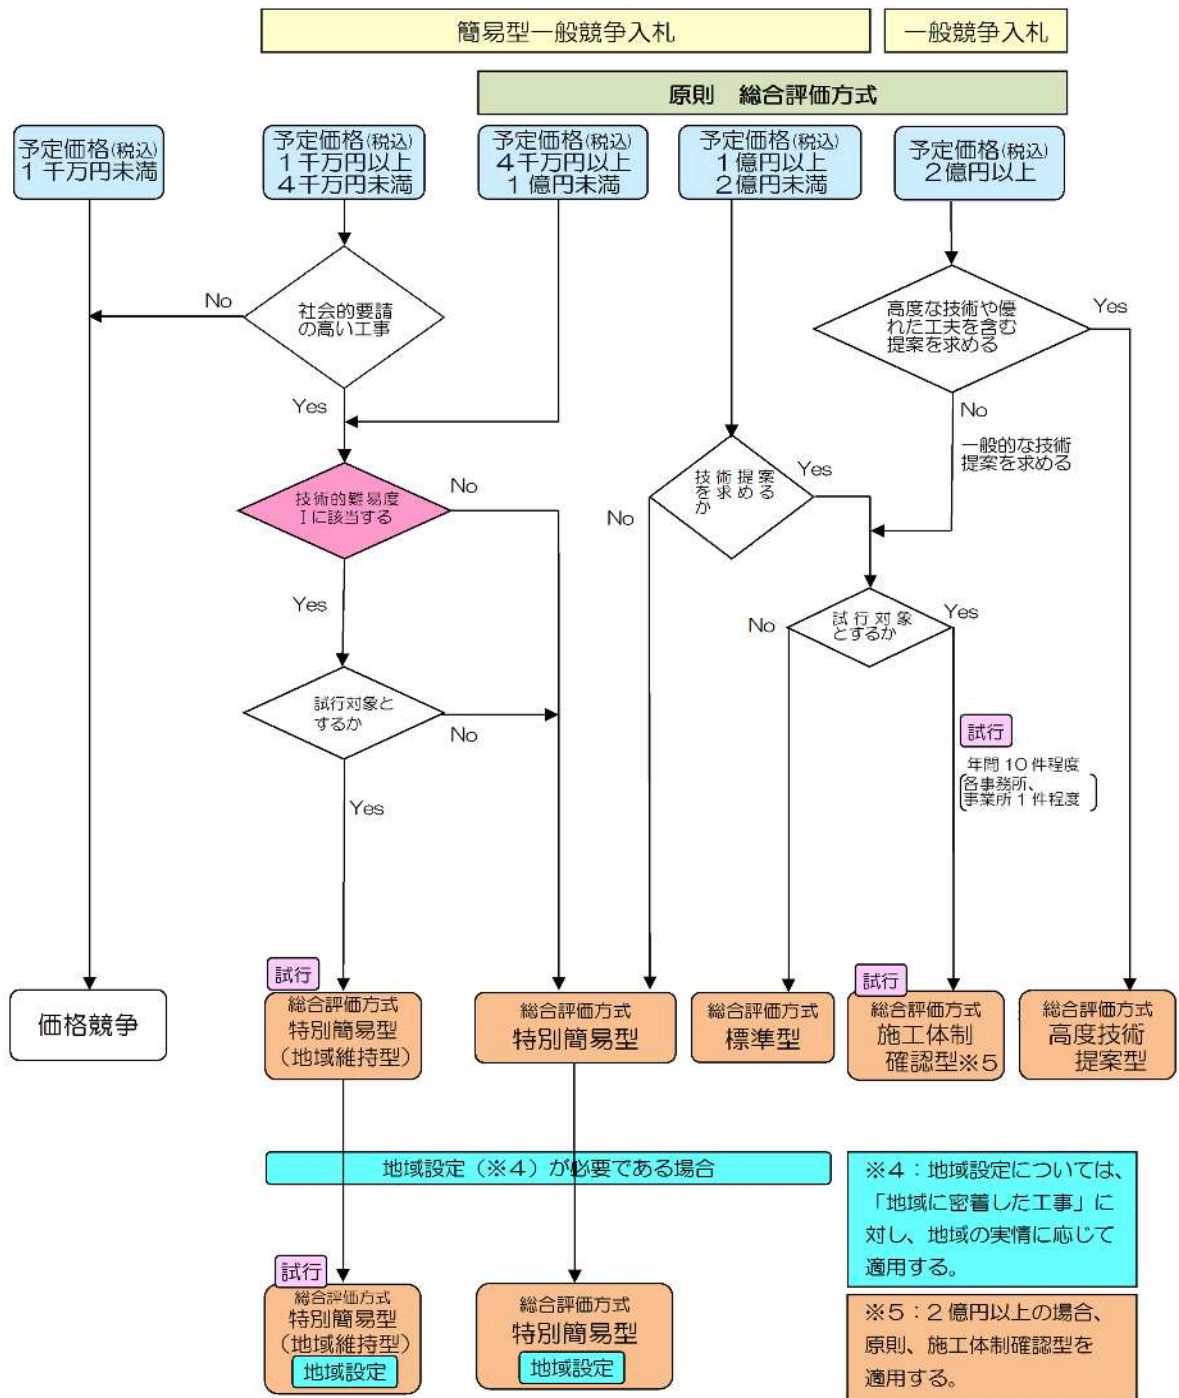 簡易型一般競争入札
一般競争入札
原則　総合評価方式
予定価格(税込)
１千万円未満
予定価格(税込)
１千万円以上
４千万円未満
予定価格(税込)
４千万円以上
１億円未満
予定価格(税込)
１億円以上
２億円未満
予定価格(税込)
２億円以上
社会的要請
の高い工事
No
Yes
高度な技術や優
れた工夫を含む
提案を求める
Yes
No
一般的な技術
提案を求める
技術的難易度
Ⅰに該当する
No
Yes
技術提案
を求める
か
Yes
No
試行対象
とするか
No
Yes
試行対象と
するか
No
Yes
試行
年間10件程度
各事務所、
事業所１件程度
価格競争
試行
総合評価方式
特別簡易型
（地域維持型）
総合評価方式
特別簡易型
総合評価方式
標準型
試行
総合評価方式
施工体制
確認型※５
総合評価方式
高度技術
提案型
地域設定（※４）が必要である場合
※４：地域設定については、
「地域に密着した工事」に
対し、地域の実情に応じて
適用する。
試行
総合評価方式
特別簡易型
（地域維持型）
地域設定
総合評価方式
特別簡易型
地域設定
※５：２億円以上の場合、
原則、施工体制確認型を
適用する。